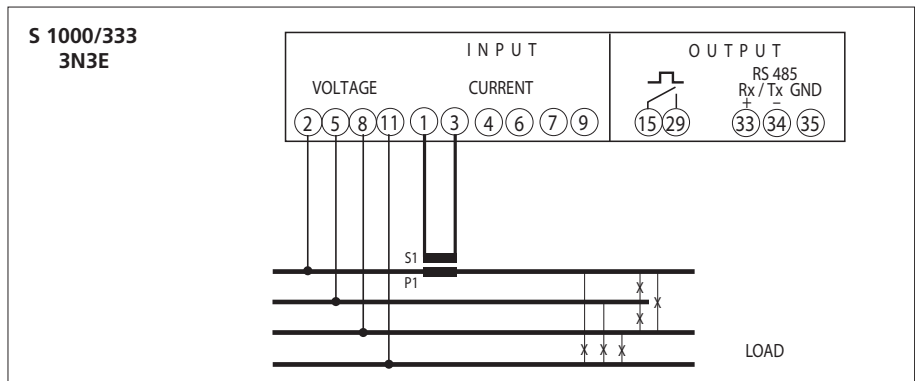 S 1000/333
3N3E
INPUT
OUTPUT
VOLTAGE
CURRENT
RS 485
Rx / Tx GND
+ –
2 5 8 11 1 3 4 6 7 9
15 29 33 34 35
S1
P1
X
X X
X
X X X
LOAD